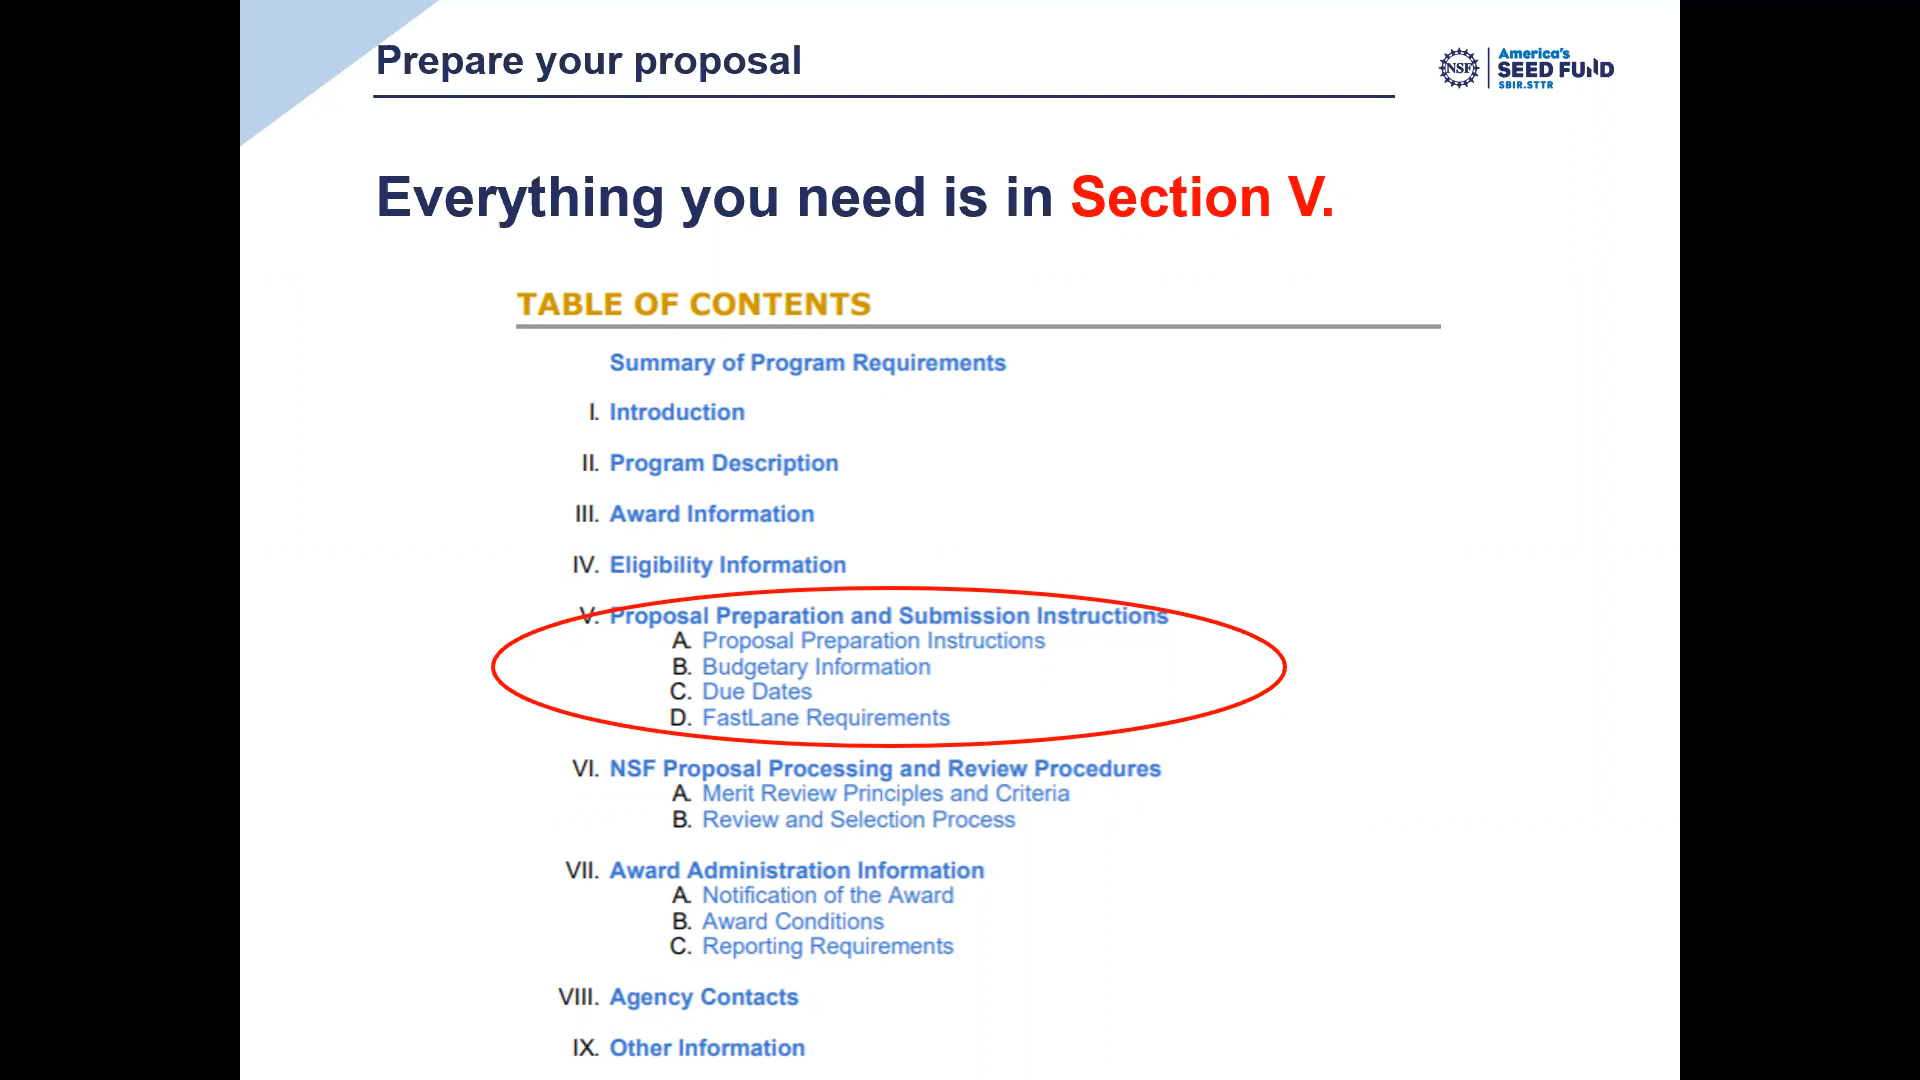 Prepare your proposal
NSF
America's
SEED FUND
SBIR.STTR
Everything you need is in Section V.
TABLE OF CONTENTS
Summary of Program Requirements
I. Introduction
II. Program Description
III. Award Information
IV. Eligibility Information
V. Proposal Preparation and Submission Instructions
A. Proposal Preparation Instructions
B. Budgetary Information
C. Due Dates
D. FastLane Requirements
VI. NSF Proposal Processing and Review Procedures
A. Merit Review Principles and Criteria
B. Review and Selection Process
VII. Award Administration Information
A. Notification of the Award
B. Award Conditions
C. Reporting Requirements
VIII. Agency Contacts
IX. Other Information